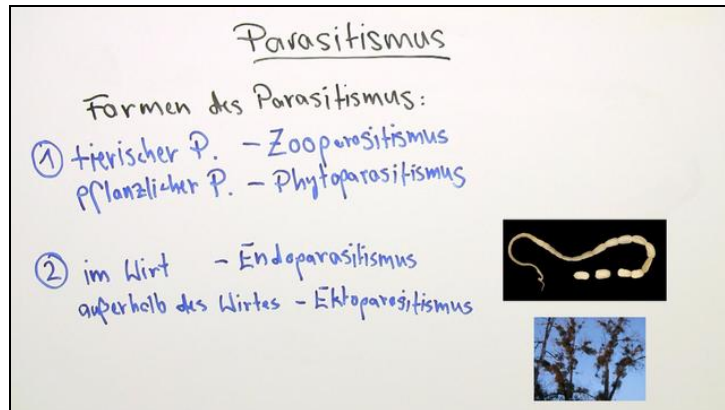 Parasitismus
Formen des Parasitismus:
① tierischer P. - Zooparasitismus
pflanzlicher P. - Phytoparasitismus
② im Wirt - Endoparasitismus
außerhalb des Wirtes - Ektoparasitismus